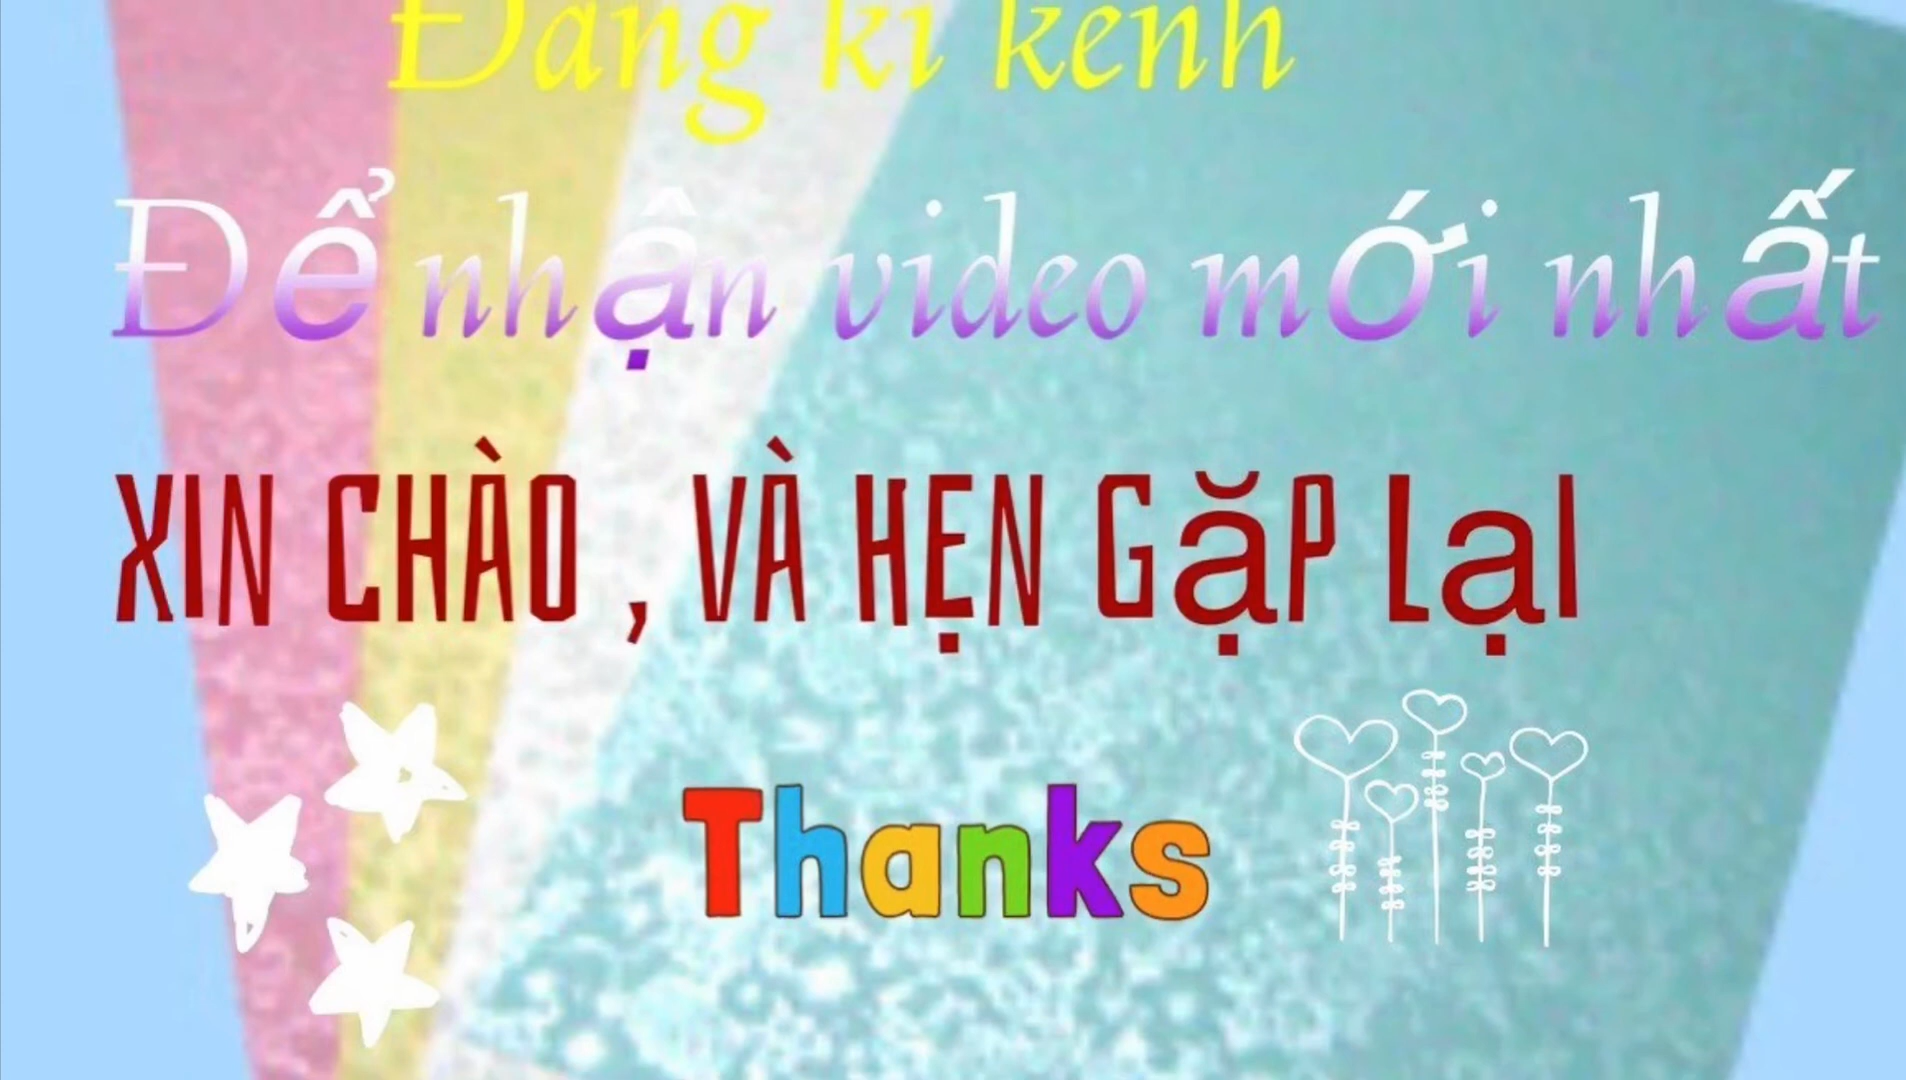 Đăng kí kênh
Để nhận video mới nhất
XIN CHÀO , VÀ HẸN GặP LạI
Thanks